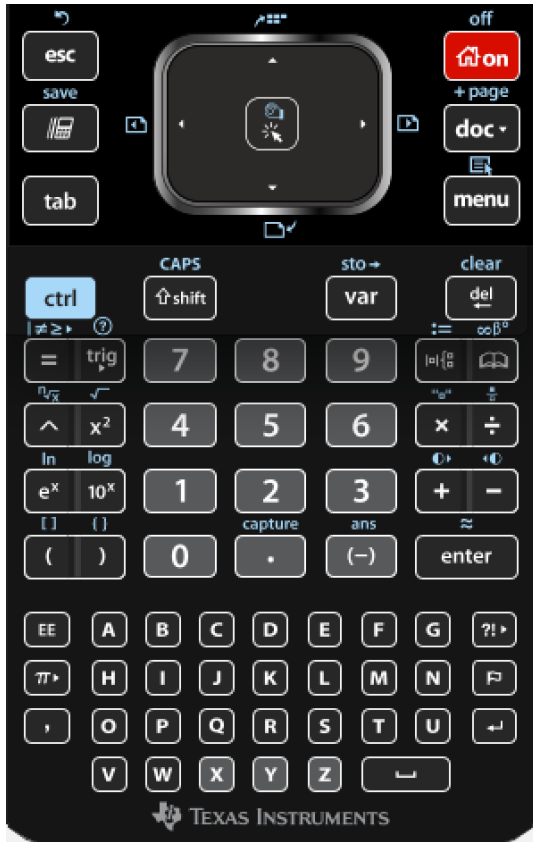 off
esc
on
save
+ page
doc
tab
menu
CAPS
sto→
clear
ctrl
⇧shift
var
del
|≠≥▸ ? := ∞β°
= trig 7 8 9
ⁿ√x √ "▫"
^ x² 4 5 6 × ÷
ln log
eˣ 10ˣ 1 2 3 + −
[ ] { } capture ans ≈
( ) 0 . (−) enter
EE A B C D E F G ?!▸
π▸ H I J K L M N
, O P Q R S T U ↵
V W X Y Z
TEXAS INSTRUMENTS